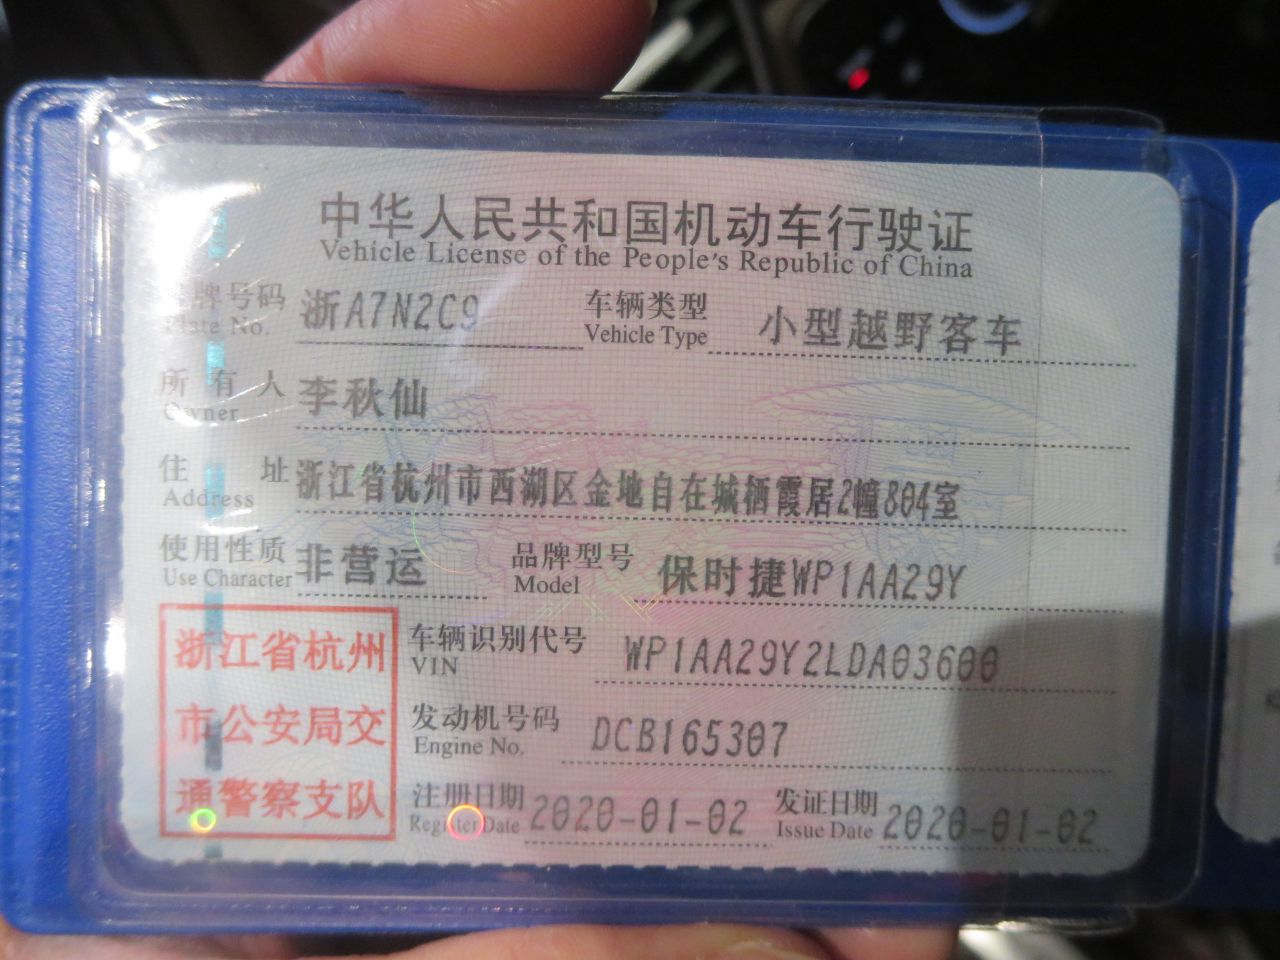 中华人民共和国机动车行驶证
Vehicle License of the People's Republic of China
号牌号码 浙A7N2C9 车辆类型 小型越野客车
Plate No. Vehicle Type
所有人 李秋仙
Owner
住址 浙江省杭州市西湖区金地自在城栖霞居2幢804室
Address
使用性质 非营运 品牌型号 保时捷WP1AA29Y
Use Character Model
浙江省杭州
市公安局交
通警察支队
车辆识别代号 WP1AA29Y2LDA03600
VIN
发动机号码 DCB165307
Engine No.
注册日期 2020-01-02 发证日期 2020-01-02
Register Date Issue Date